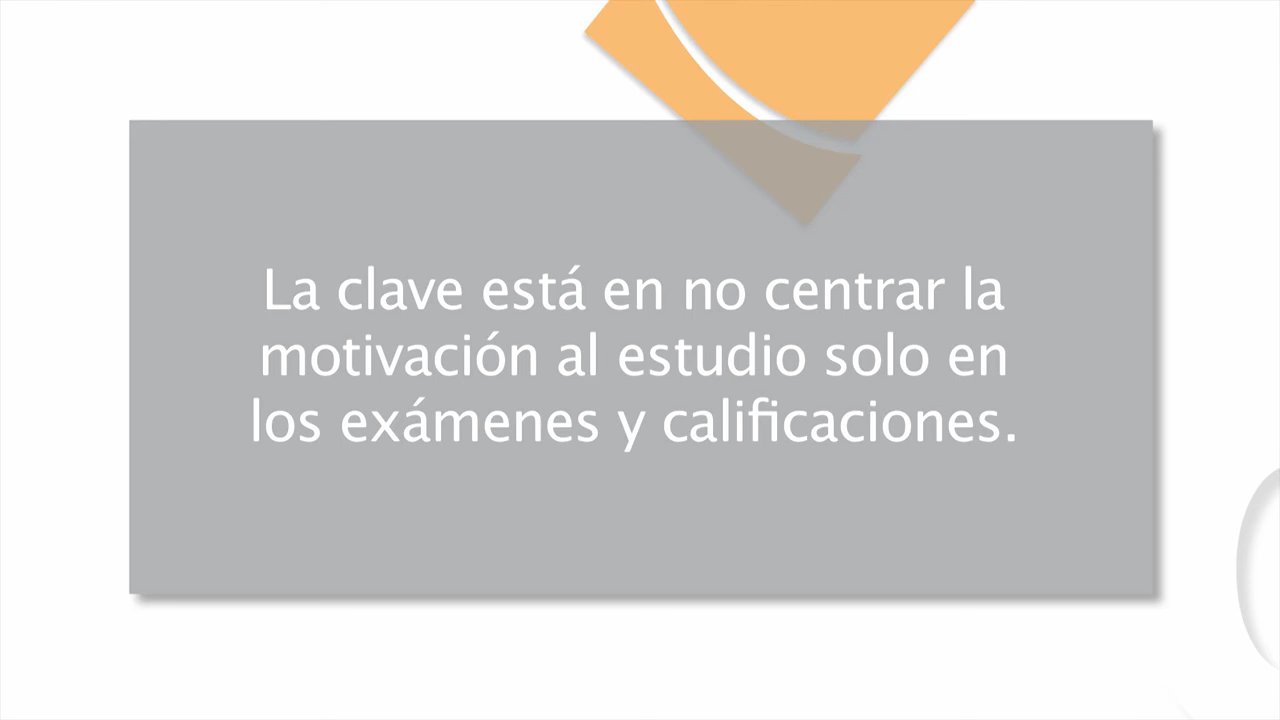 La clave está en no centrar la
motivación al estudio solo en
los exámenes y calificaciones.